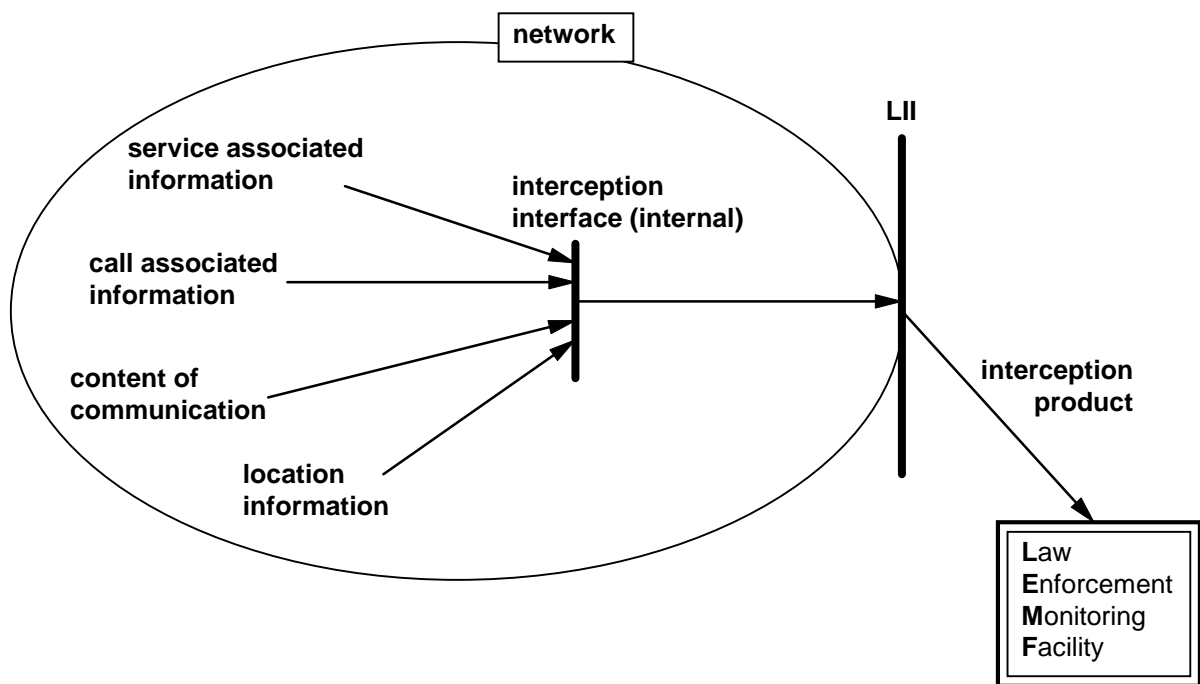 network
LII
service associated
information
interception
interface (internal)
call associated
information
content of
communication
interception
product
location
information
Law
Enforcement
Monitoring
Facility